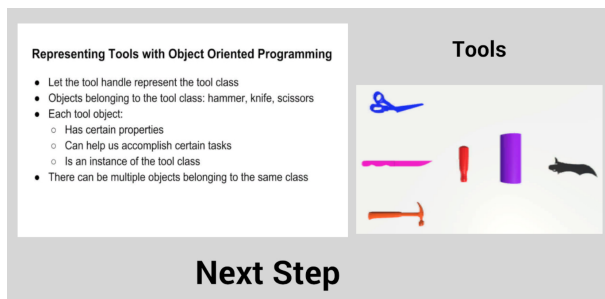 Representing Tools with Object Oriented Programming
● Let the tool handle represent the tool class
● Objects belonging to the tool class: hammer, knife, scissors
● Each tool object:
○ Has certain properties
○ Can help us accomplish certain tasks
○ Is an instance of the tool class
● There can be multiple objects belonging to the same class
Tools
Next Step